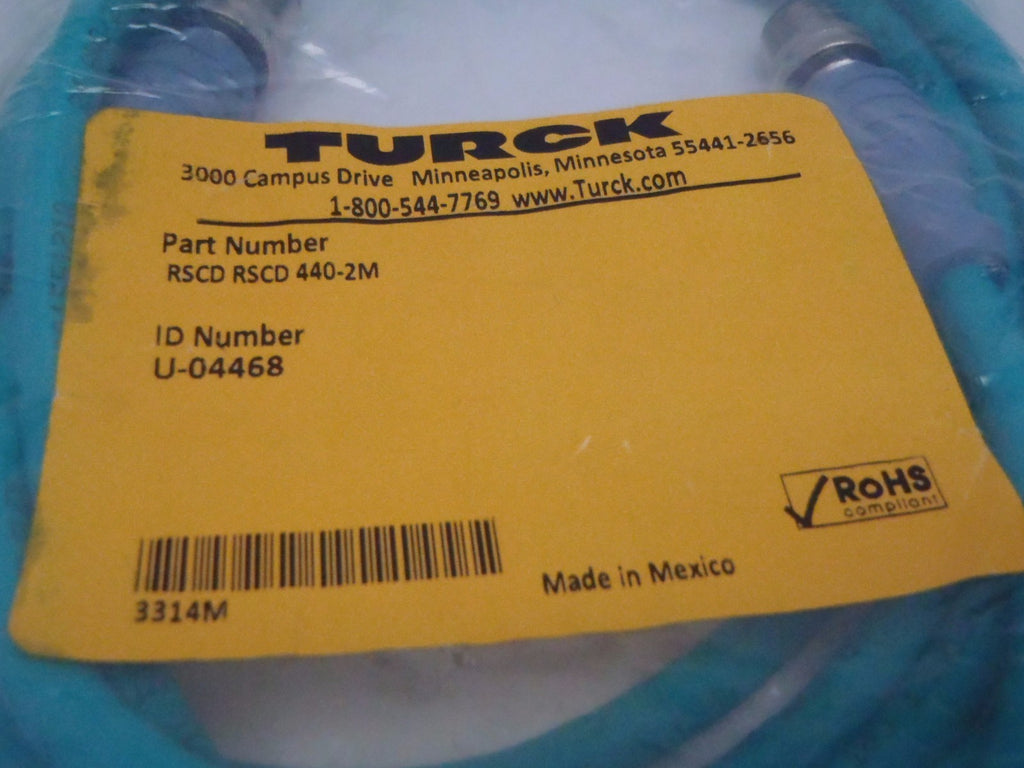 TURCK
3000 Campus Drive Minneapolis, Minnesota 55441-2656
1-800-544-7769 www.Turck.com
Part Number
RSCD RSCD 440-2M
ID Number
U-04468
RoHS
compliant
3314M
Made in Mexico